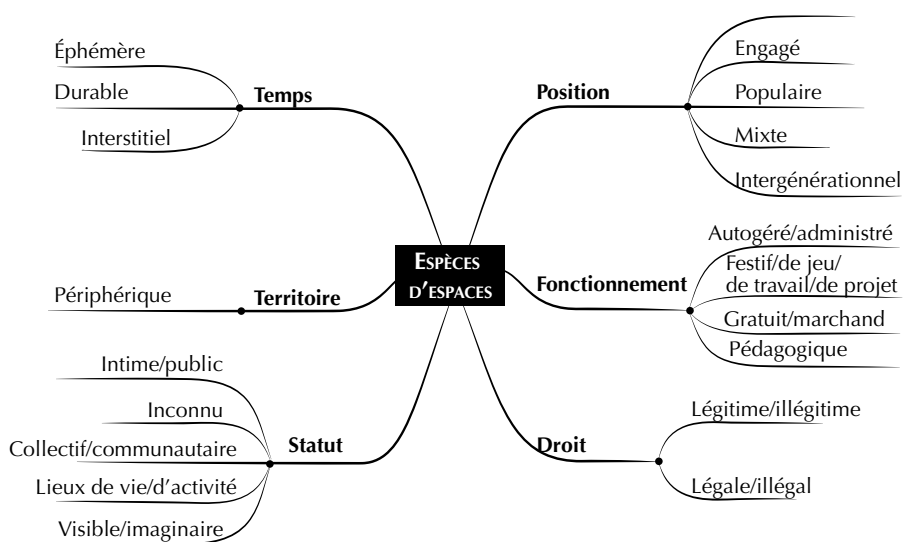 Éphémère
Durable
Interstitiel
Temps
Périphérique
Territoire
Intime/public
Inconnu
Collectif/communautaire
Lieux de vie/d'activité
Visible/imaginaire
Statut
Espèces
d'espaces
Position
Engagé
Populaire
Mixte
Intergénérationnel
Fonctionnement
Autogéré/administré
Festif/de jeu/
de travail/de projet
Gratuit/marchand
Pédagogique
Droit
Légitime/illégitime
Légale/illégal